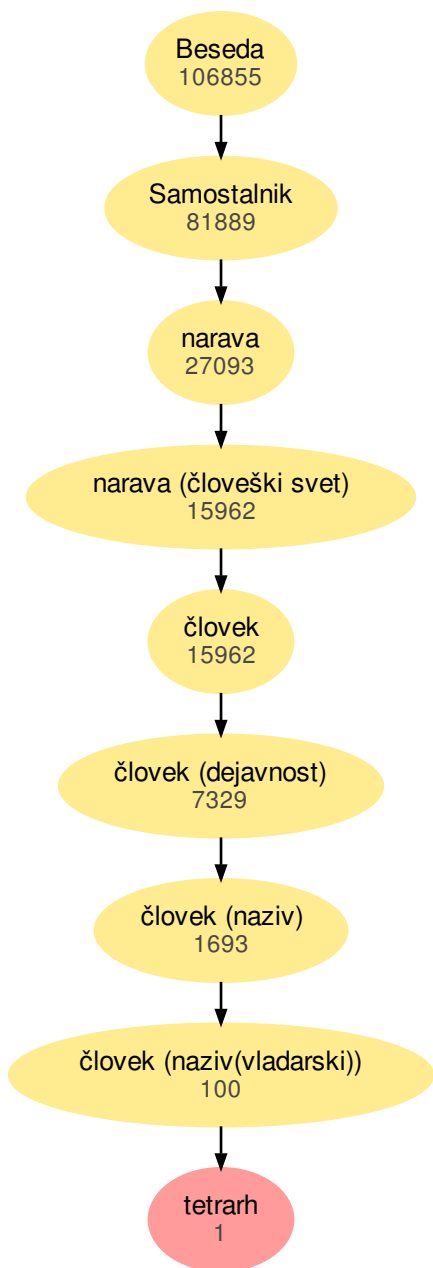 Beseda
106855
Samostalnik
81889
narava
27093
narava (človeški svet)
15962
človek
15962
človek (dejavnost)
7329
človek (naziv)
1693
človek (naziv(vladarski))
100
tetrarh
1